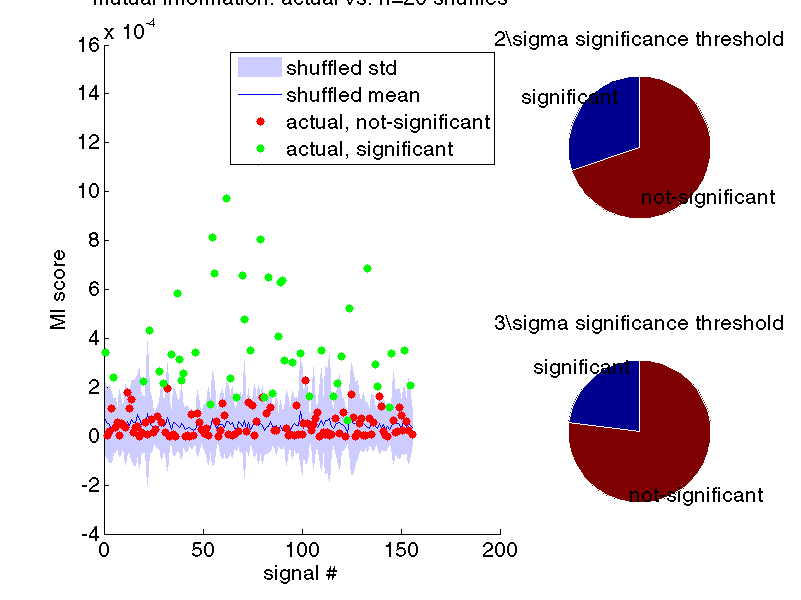 mutual information: actual vs. n=20 shuffles
x 10-4
16
14
12
10
8
6
4
2
0
-2
-4
0 50 100 150 200
MI score
signal #
shuffled std
shuffled mean
actual, not-significant
actual, significant
2\sigma significance threshold
significant
not-significant
3\sigma significance threshold
significant
not-significant